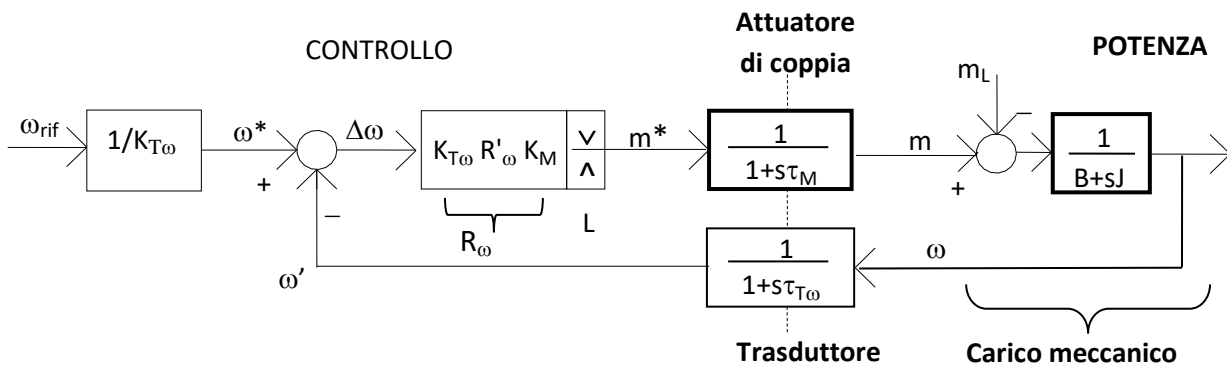 Attuatore
di coppia
CONTROLLO
POTENZA
ω_rif
1/K_Tω
ω*
+
−
Δω
K_Tω R'_ω K_M
R_ω
L
m*
1
1+sτ_M
m
+
m_L
−
1
B+sJ
ω'
1
1+sτ_Tω
ω
Trasduttore
Carico meccanico